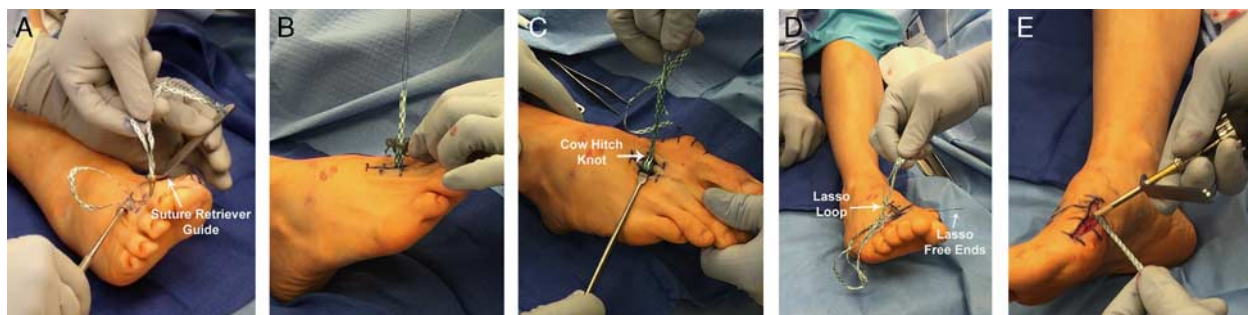 A
B
C
D
E
Suture Retriever
Guide
Cow Hitch
Knot
Lasso
Loop
Lasso
Free Ends